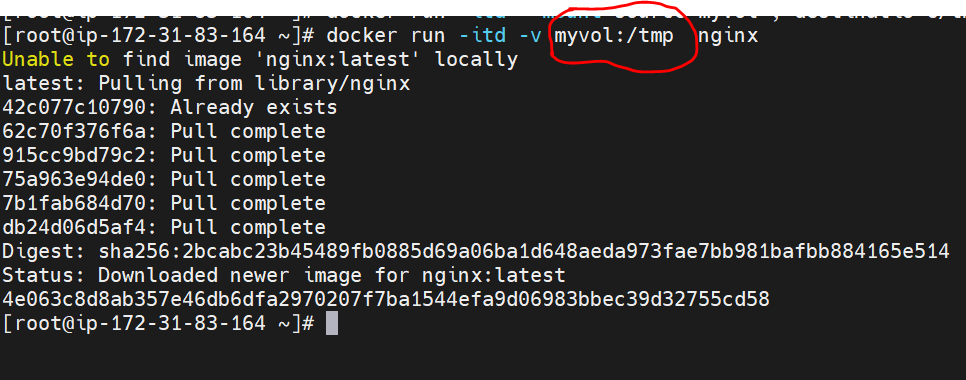 [root@ip-172-31-83-164 ~]# docker run -itd -v myvol:/tmp  nginx
Unable to find image 'nginx:latest' locally
latest: Pulling from library/nginx
42c077c10790: Already exists
62c70f376f6a: Pull complete
915cc9bd79c2: Pull complete
75a963e94de0: Pull complete
7b1fab684d70: Pull complete
db24d06d5af4: Pull complete
Digest: sha256:2bcabc23b45489fb0885d69a06ba1d648aeda973fae7bb981bafbb884165e514
Status: Downloaded newer image for nginx:latest
4e063c8d8ab357e46db6dfa2970207f7ba1544efa9d06983bbec39d32755cd58
[root@ip-172-31-83-164 ~]#